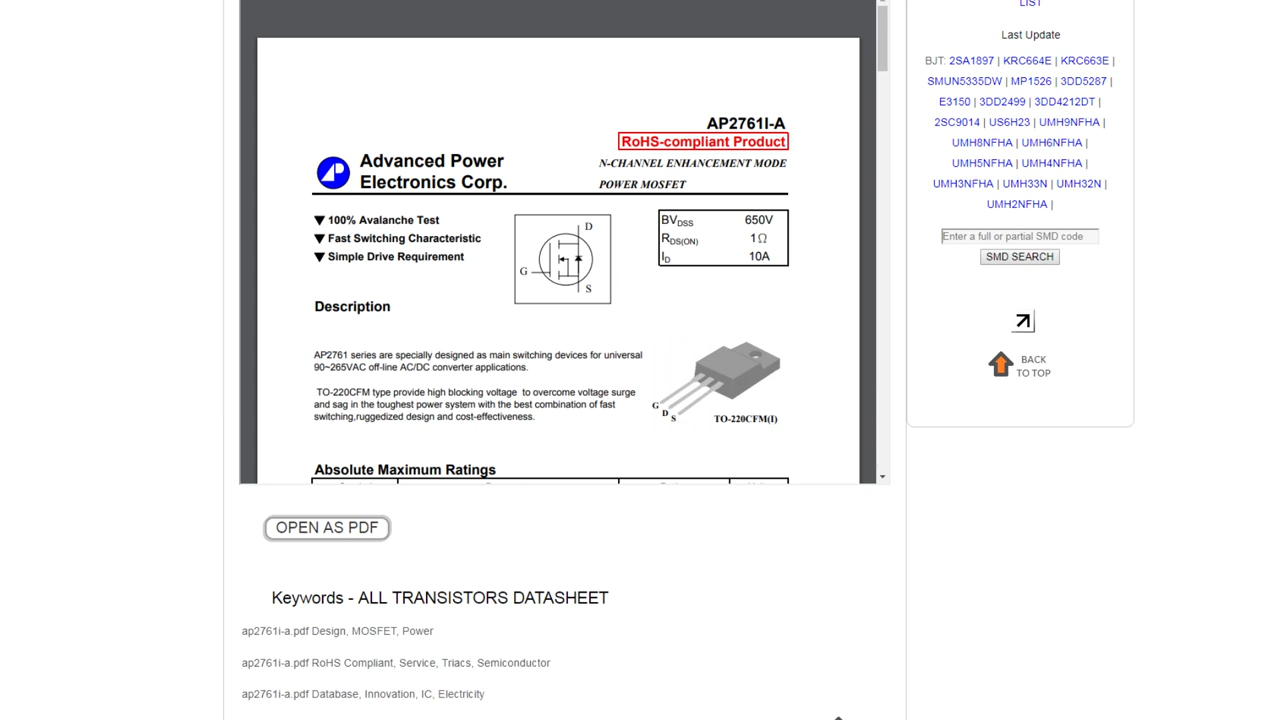 AP2761I-A
RoHS-compliant Product
Advanced Power
Electronics Corp.
N-CHANNEL ENHANCEMENT MODE
POWER MOSFET
▼ 100% Avalanche Test
▼ Fast Switching Characteristic
▼ Simple Drive Requirement
D
G
S
BVDSS 650V
RDS(ON) 1Ω
ID 10A
Description
AP2761 series are specially designed as main switching devices for universal
90~265VAC off-line AC/DC converter applications.
TO-220CFM type provide high blocking voltage to overcome voltage surge
and sag in the toughest power system with the best combination of fast
switching,ruggedized design and cost-effectiveness.
G
D
S
TO-220CFM(I)
Absolute Maximum Ratings
OPEN AS PDF
Keywords - ALL TRANSISTORS DATASHEET
ap2761i-a.pdf Design, MOSFET, Power
ap2761i-a.pdf RoHS Compliant, Service, Triacs, Semiconductor
ap2761i-a.pdf Database, Innovation, IC, Electricity
LIST
Last Update
BJT: 2SA1897 | KRC664E | KRC663E |
SMUN5335DW | MP1526 | 3DD5287 |
E3150 | 3DD2499 | 3DD4212DT |
2SC9014 | US6H23 | UMH9NFHA |
UMH8NFHA | UMH6NFHA |
UMH5NFHA | UMH4NFHA |
UMH3NFHA | UMH33N | UMH32N |
UMH2NFHA |
Enter a full or partial SMD code
SMD SEARCH
BACK
TO TOP